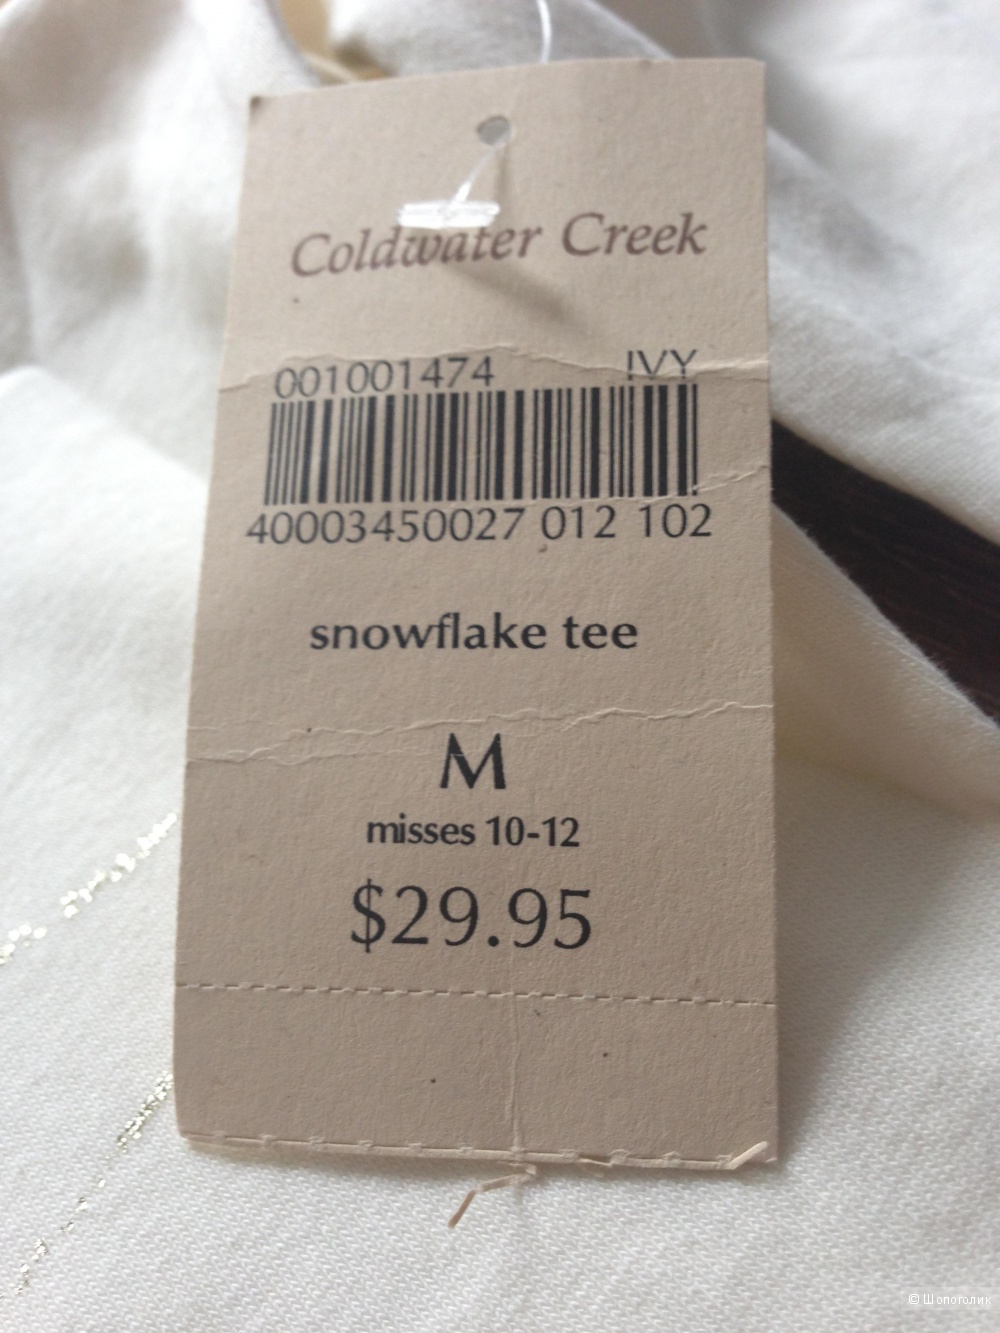 Coldwater Creek
001001474 IVY
40003450027 012 102
snowflake tee
M
misses 10-12
$29.95
© Шопоголик